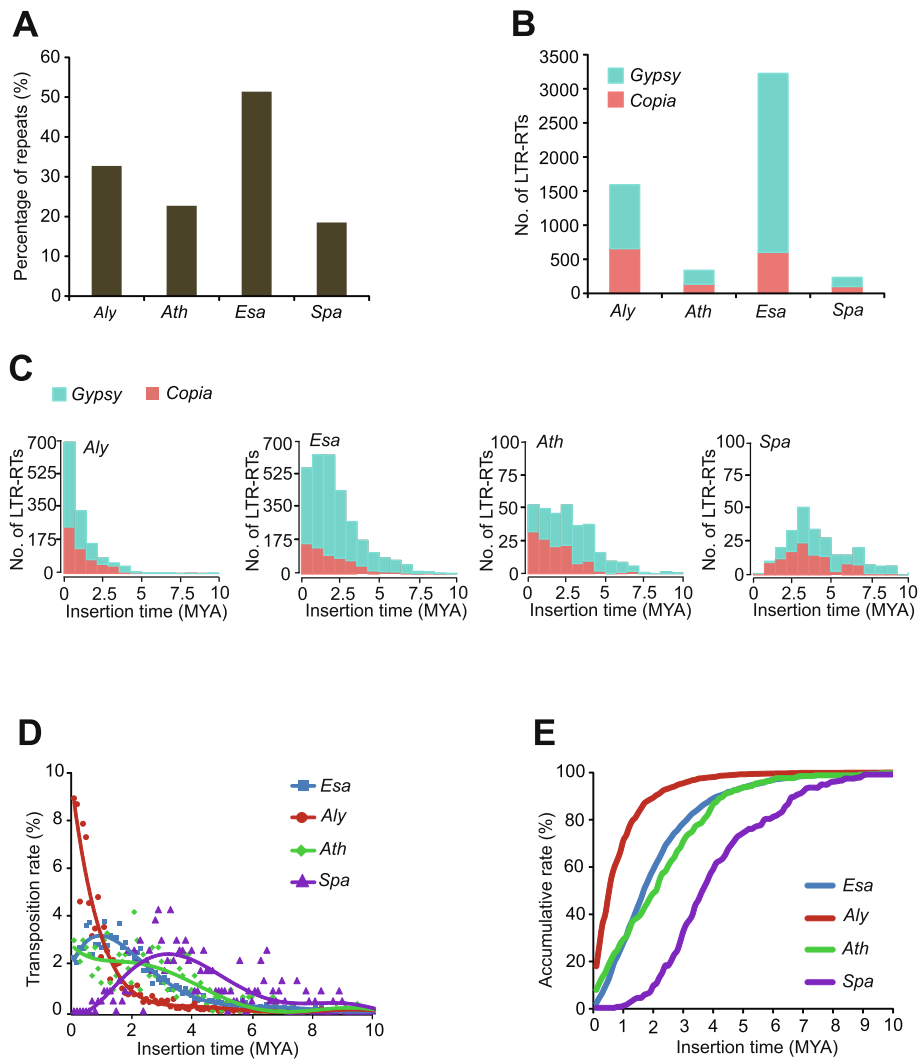 A
Percentage of repeats (%)
60
50
40
30
20
10
0
Aly Ath Esa Spa
B
No. of LTR-RTs
3500
3000
2500
2000
1500
1000
500
0
Gypsy
Copia
Aly Ath Esa Spa
C
Gypsy Copia
Aly
No. of LTR-RTs
700
525
350
175
0
0 2.5 5 7.5 10
Insertion time (MYA)
Esa
No. of LTR-RTs
700
525
350
175
0
0 2.5 5 7.5 10
Insertion time (MYA)
Ath
No. of LTR-RTs
100
75
50
25
0
0 2.5 5 7.5 10
Insertion time (MYA)
Spa
No. of LTR-RTs
100
75
50
25
0
0 2.5 5 7.5 10
Insertion time (MYA)
D
Transposition rate (%)
10
8
6
4
2
0
Esa
Aly
Ath
Spa
0 2 4 6 8 10
Insertion time (MYA)
E
Accumulative rate (%)
100
80
60
40
20
0
Esa
Aly
Ath
Spa
0 1 2 3 4 5 6 7 8 9 10
Insertion time (MYA)